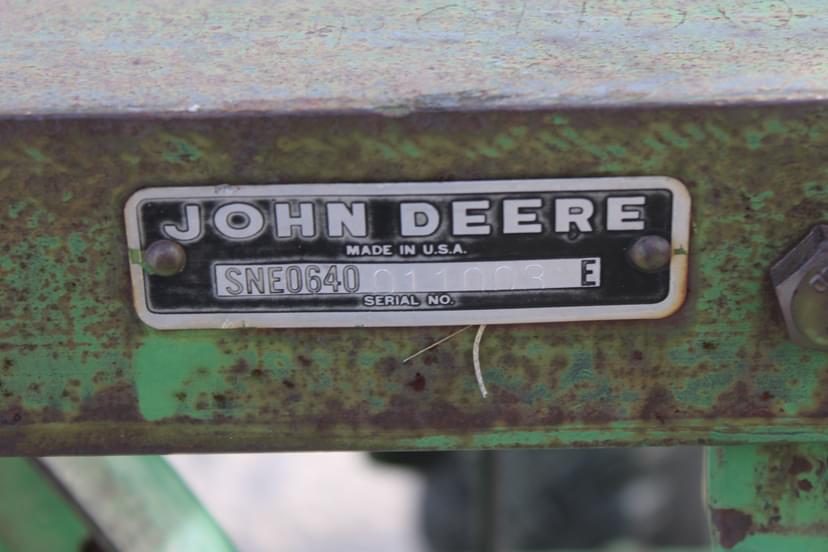 JOHN DEERE
MADE IN U.S.A.
SNE0640 011003 E
SERIAL NO.